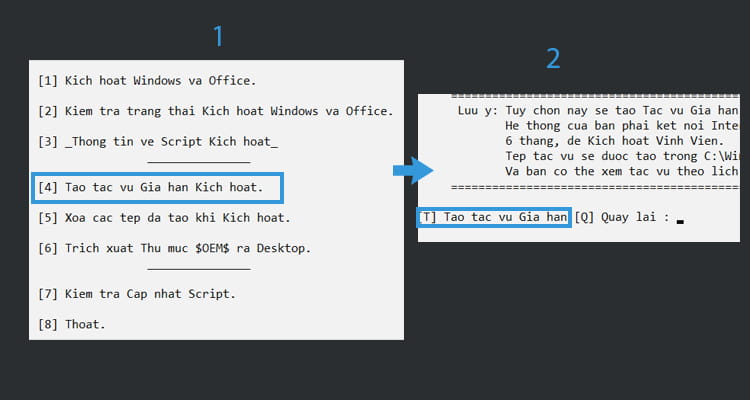 1
[1] Kich hoat Windows va Office.
[2] Kiem tra trang thai Kich hoat Windows va Office.
[3] _Thong tin ve Script Kich hoat_
[4] Tao tac vu Gia han Kich hoat.
[5] Xoa cac tep da tao khi Kich hoat.
[6] Trich xuat Thu muc $OEM$ ra Desktop.
[7] Kiem tra Cap nhat Script.
[8] Thoat.
2
Luu y: Tuy chon nay se tao Tac vu Gia han
He thong cua ban phai ket noi Inte
6 thang, de Kich hoat Vinh Vien.
Tep tac vu se duoc tao trong C:\Win
Va ban co the xem tac vu theo lich
[T] Tao tac vu Gia han [Q] Quay lai :